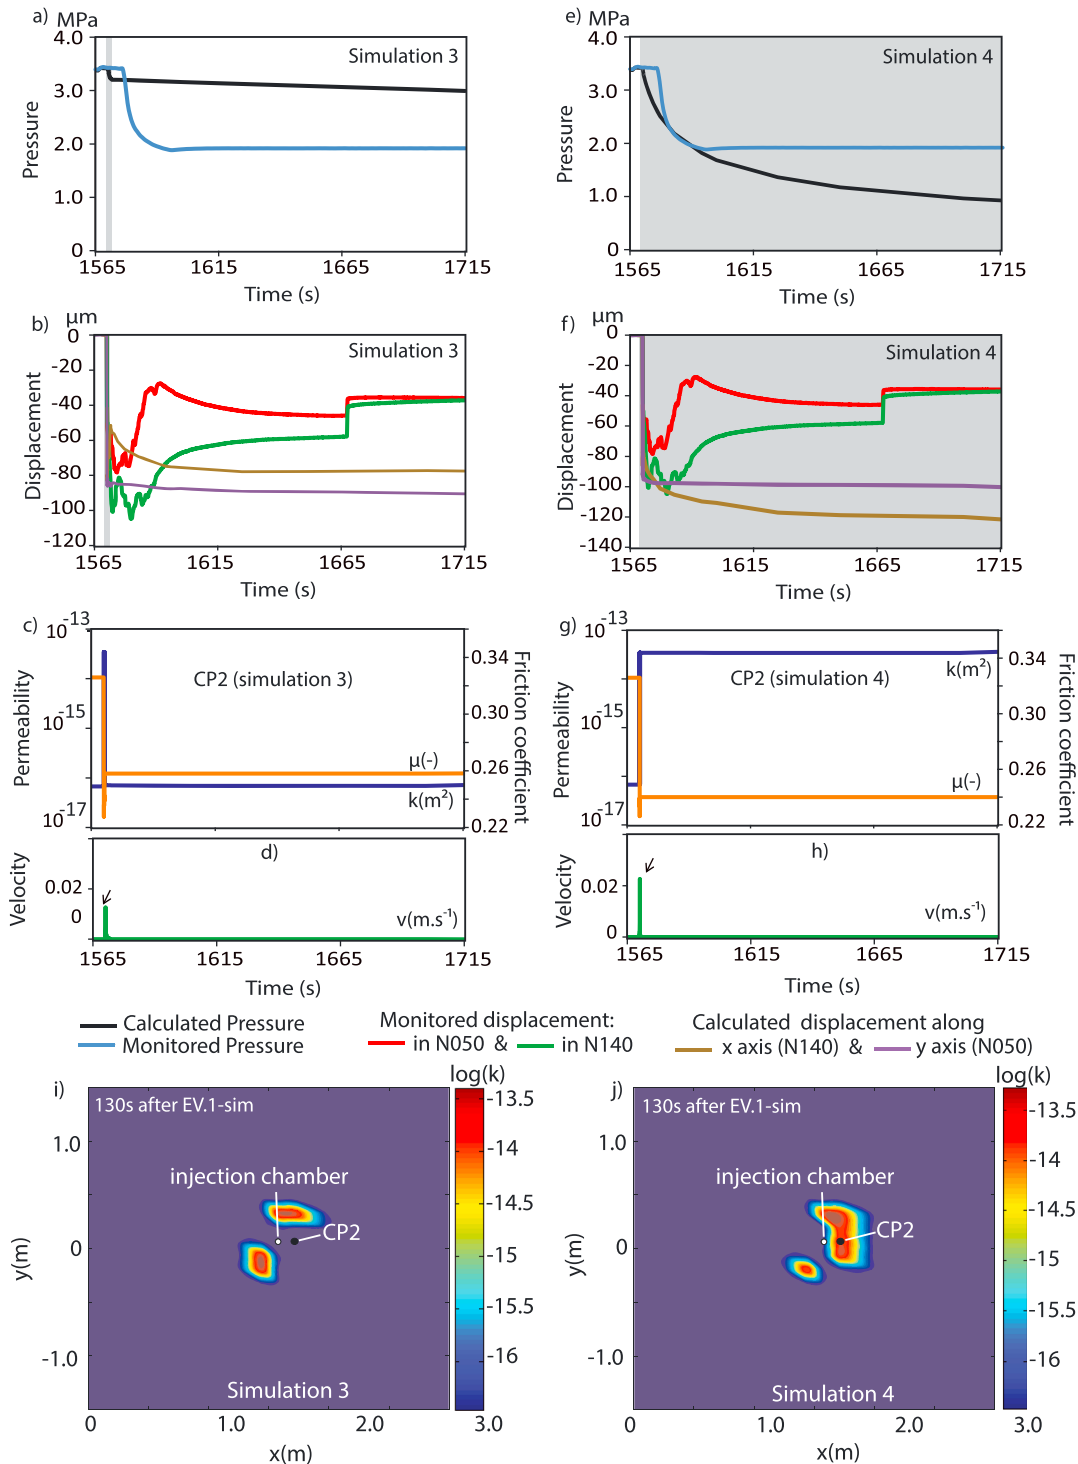 a) MPa
4.0
3.0
2.0
1.0
0
Pressure
Simulation 3
1565 1615 1665 1715
Time (s)
e) MPa
4.0
3.0
2.0
1.0
0
Pressure
Simulation 4
1565 1615 1665 1715
Time (s)
b) μm
0
-20
-40
-60
-80
-100
-120
Displacement
Simulation 3
1565 1615 1665 1715
Time (s)
f) μm
0
-20
-40
-60
-80
-100
-120
-140
Displacement
Simulation 4
1565 1615 1665 1715
Time (s)
c)
10⁻¹³
10⁻¹⁵
10⁻¹⁷
Permeability
CP2 (simulation 3)
μ(-)
k(m²)
0.34
0.30
0.26
0.22
Friction coefficient
g)
10⁻¹³
10⁻¹⁵
10⁻¹⁷
Permeability
CP2 (simulation 4)
k(m²)
μ(-)
0.34
0.30
0.26
0.22
Friction coefficient
d)
0.02
0
Velocity
v(m.s⁻¹)
1565 1615 1665 1715
Time (s)
h)
0.02
0
Velocity
v(m.s⁻¹)
1565 1615 1665 1715
Time (s)
Calculated Pressure
Monitored Pressure
Monitored displacement:
in N050 & in N140
Calculated displacement along
x axis (N140) & y axis (N050)
i)
130s after EV.1-sim
log(k)
injection chamber
CP2
Simulation 3
1.0
0
-1.0
y(m)
0 1.0 2.0 3.0
x(m)
-13.5
-14
-14.5
-15
-15.5
-16
j)
130s after EV.1-sim
log(k)
injection chamber
CP2
Simulation 4
1.0
0
-1.0
y(m)
0 1.0 2.0 3.0
x(m)
-13.5
-14
-14.5
-15
-15.5
-16